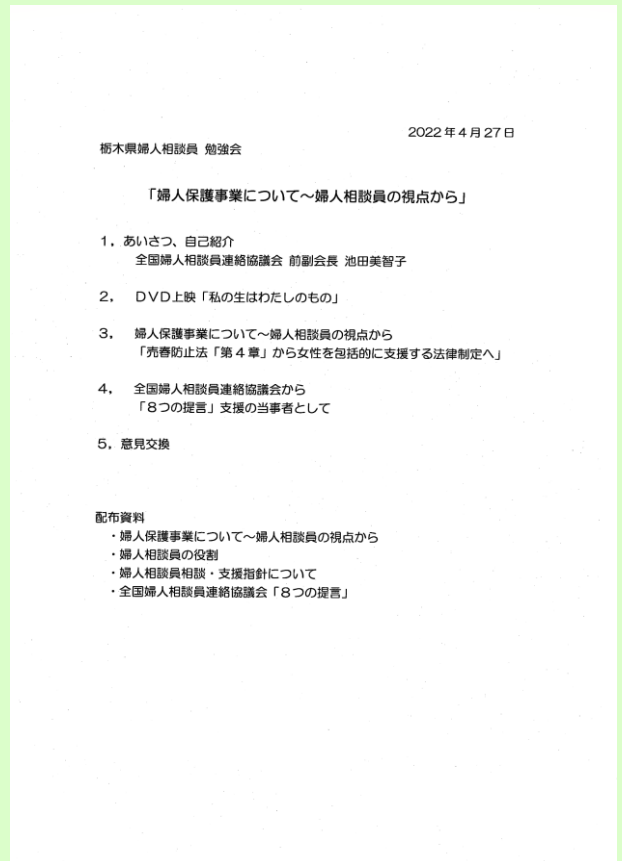 2022年4月27日
栃木県婦人相談員 勉強会
「婦人保護事業について～婦人相談員の視点から」
1．あいさつ、自己紹介
全国婦人相談員連絡協議会 前副会長 池田美智子
2． DVD上映「私の生はわたしのもの」
3． 婦人保護事業について～婦人相談員の視点から
「売春防止法「第4章」から女性を包括的に支援する法律制定へ」
4． 全国婦人相談員連絡協議会から
「8つの提言」支援の当事者として
5．意見交換
配布資料
・婦人保護事業について～婦人相談員の視点から
・婦人相談員の役割
・婦人相談員相談・支援指針について
・全国婦人相談員連絡協議会「8つの提言」